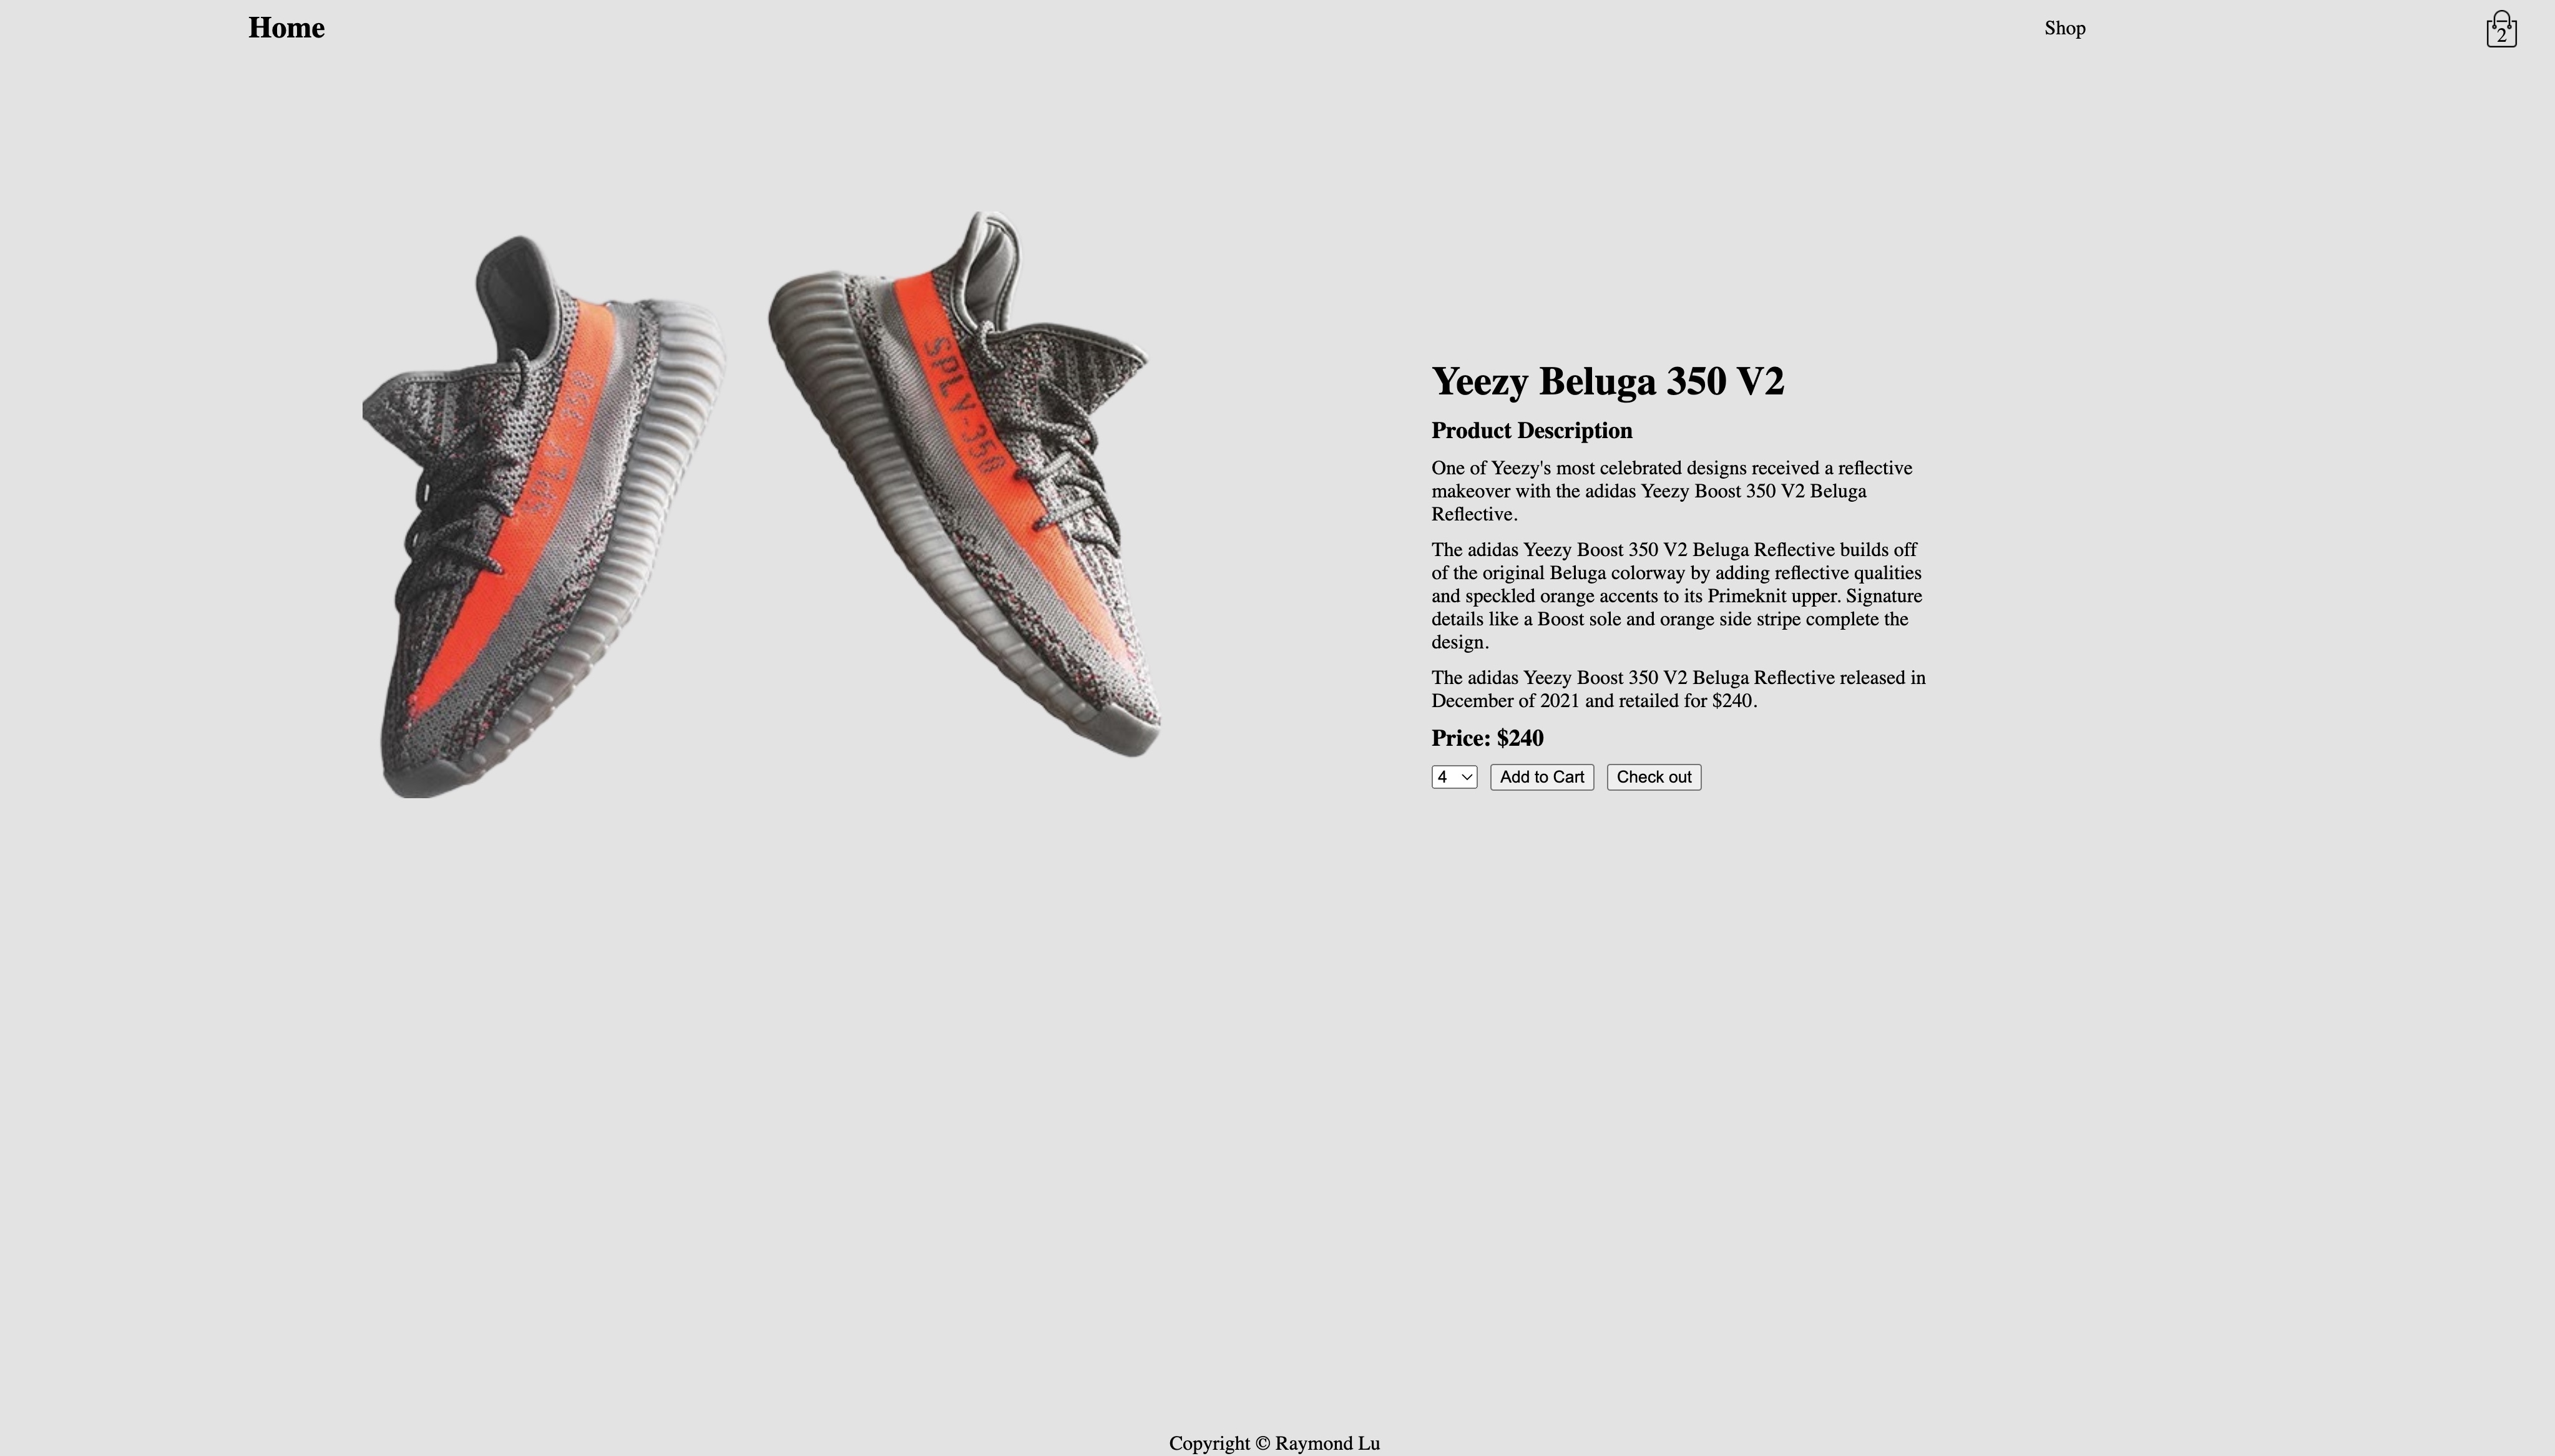 Home
Shop
2
SPLY-350
SPLY-350
Yeezy Beluga 350 V2
Product Description
One of Yeezy's most celebrated designs received a reflective
makeover with the adidas Yeezy Boost 350 V2 Beluga
Reflective.
The adidas Yeezy Boost 350 V2 Beluga Reflective builds off
of the original Beluga colorway by adding reflective qualities
and speckled orange accents to its Primeknit upper. Signature
details like a Boost sole and orange side stripe complete the
design.
The adidas Yeezy Boost 350 V2 Beluga Reflective released in
December of 2021 and retailed for $240.
Price: $240
4
Add to Cart
Check out
Copyright © Raymond Lu